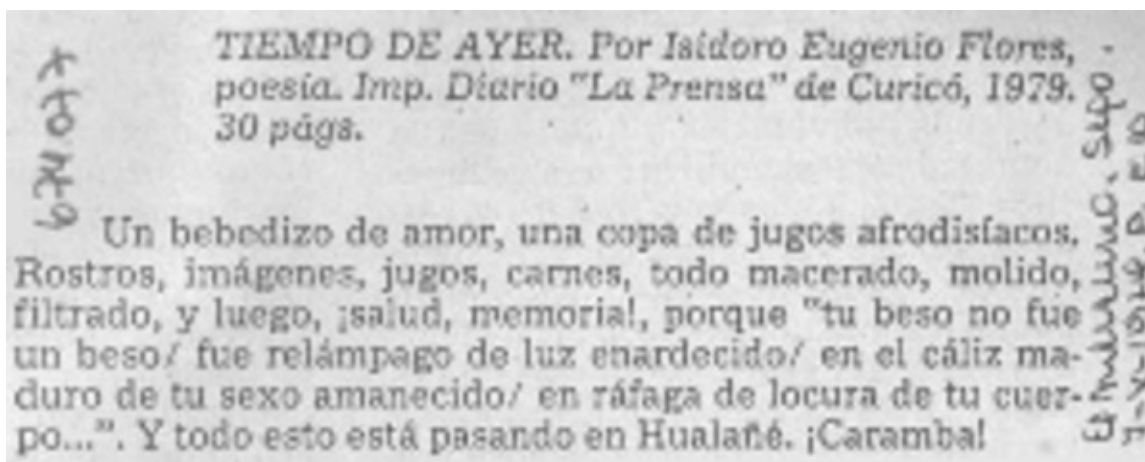 TIEMPO DE AYER. Por Isidoro Eugenio Flores,
poesía. Imp. Diario "La Prensa" de Curicó, 1979.
30 págs.
Un bebedizo de amor, una copa de jugos afrodisíacos.
Rostros, imágenes, jugos, carnes, todo macerado, molido,
filtrado, y luego, ¡salud, memoria!, porque "tu beso no fue
un beso/ fue relámpago de luz enardecido/ en el cáliz ma-
duro de tu sexo amanecido/ en ráfaga de locura de tu cuer-
po...". Y todo esto está pasando en Hualañé. ¡Caramba!